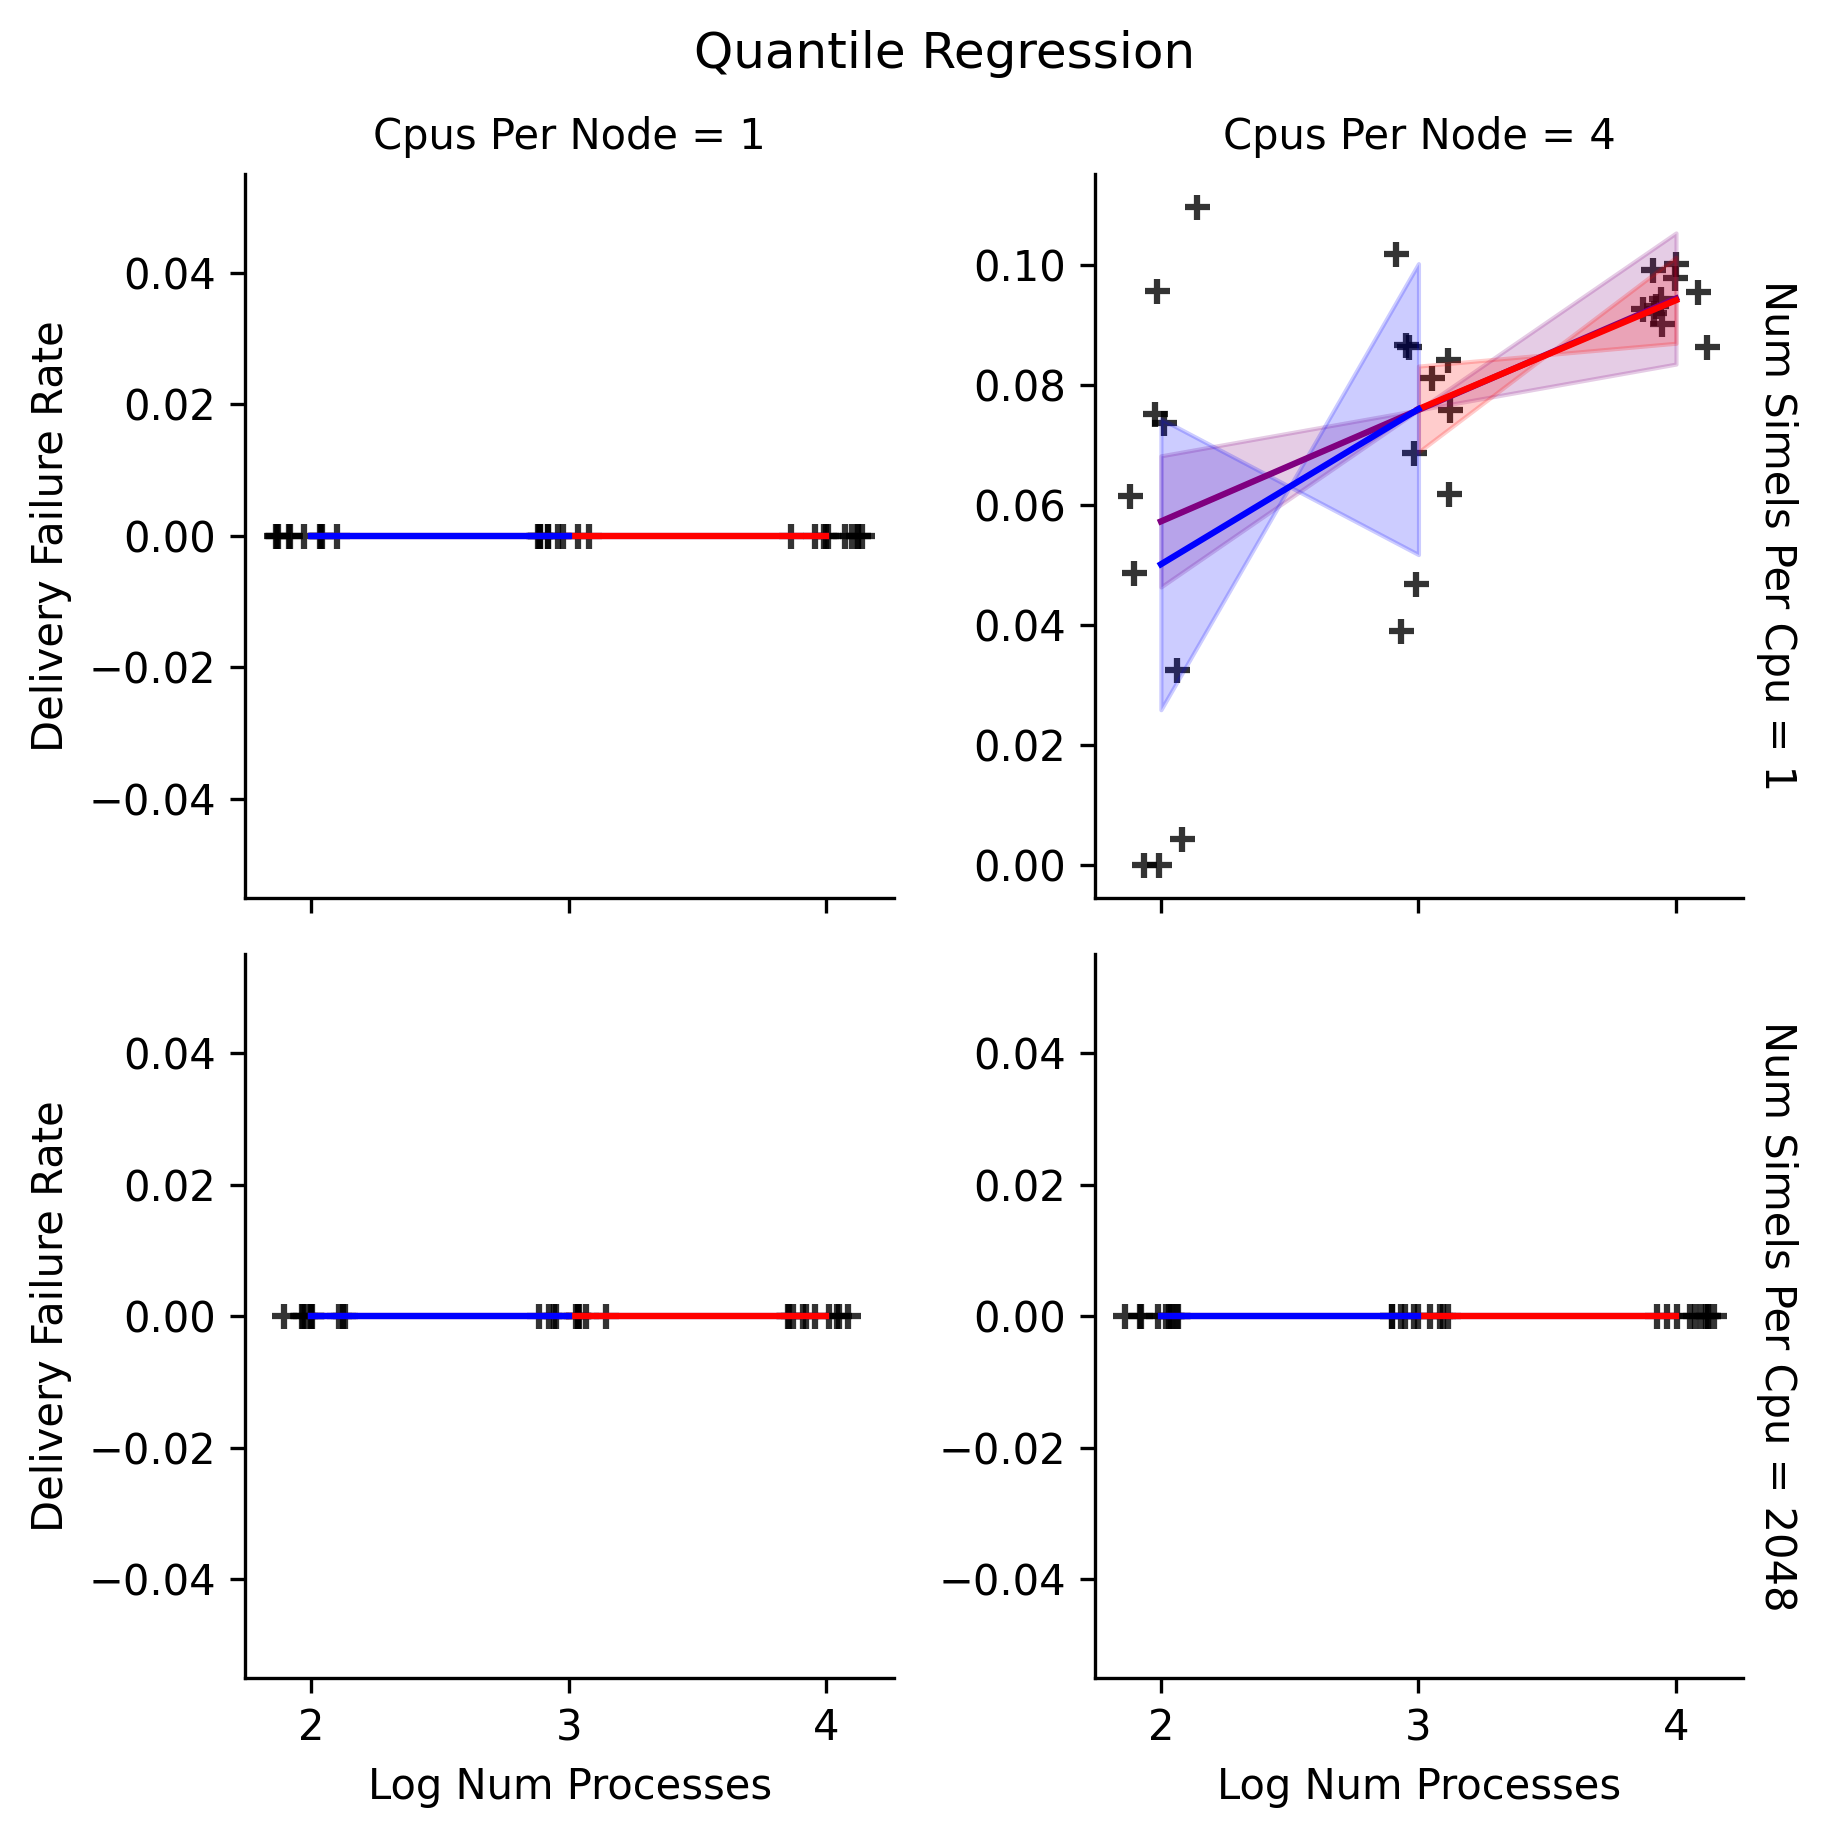 Quantile Regression
Cpus Per Node = 1
Cpus Per Node = 4
Delivery Failure Rate
0.04
0.02
0.00
−0.02
−0.04
0.10
0.08
0.06
0.04
0.02
0.00
Num Simels Per Cpu = 1
Delivery Failure Rate
0.04
0.02
0.00
−0.02
−0.04
2 3 4
Log Num Processes
0.04
0.02
0.00
−0.02
−0.04
2 3 4
Log Num Processes
Num Simels Per Cpu = 2048